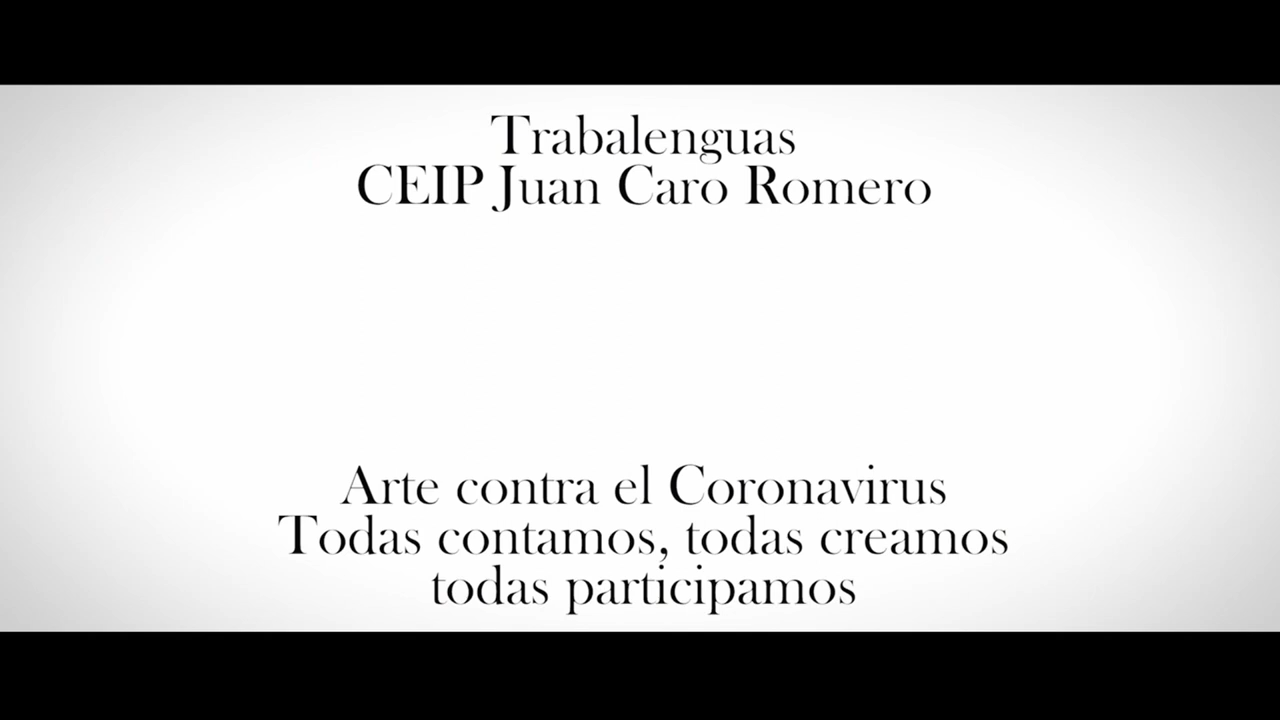 Trabalenguas
CEIP Juan Caro Romero
Arte contra el Coronavirus
Todas contamos, todas creamos
todas participamos